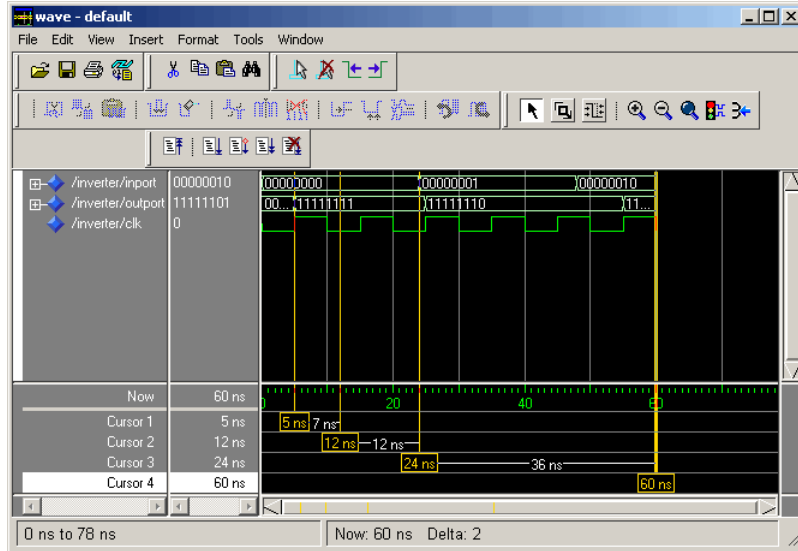 wave - default
File Edit View Insert Format Tools Window
/inverter/inport 00000010 00000000 00000001 00000010
/inverter/outport 11111101 00... 11111111 11111110 11...
/inverter/clk 0
Now 60 ns 0 20 40 60
Cursor 1 5 ns 5 ns 7 ns
Cursor 2 12 ns 12 ns 12 ns
Cursor 3 24 ns 24 ns 36 ns
Cursor 4 60 ns 60 ns
0 ns to 78 ns Now: 60 ns Delta: 2